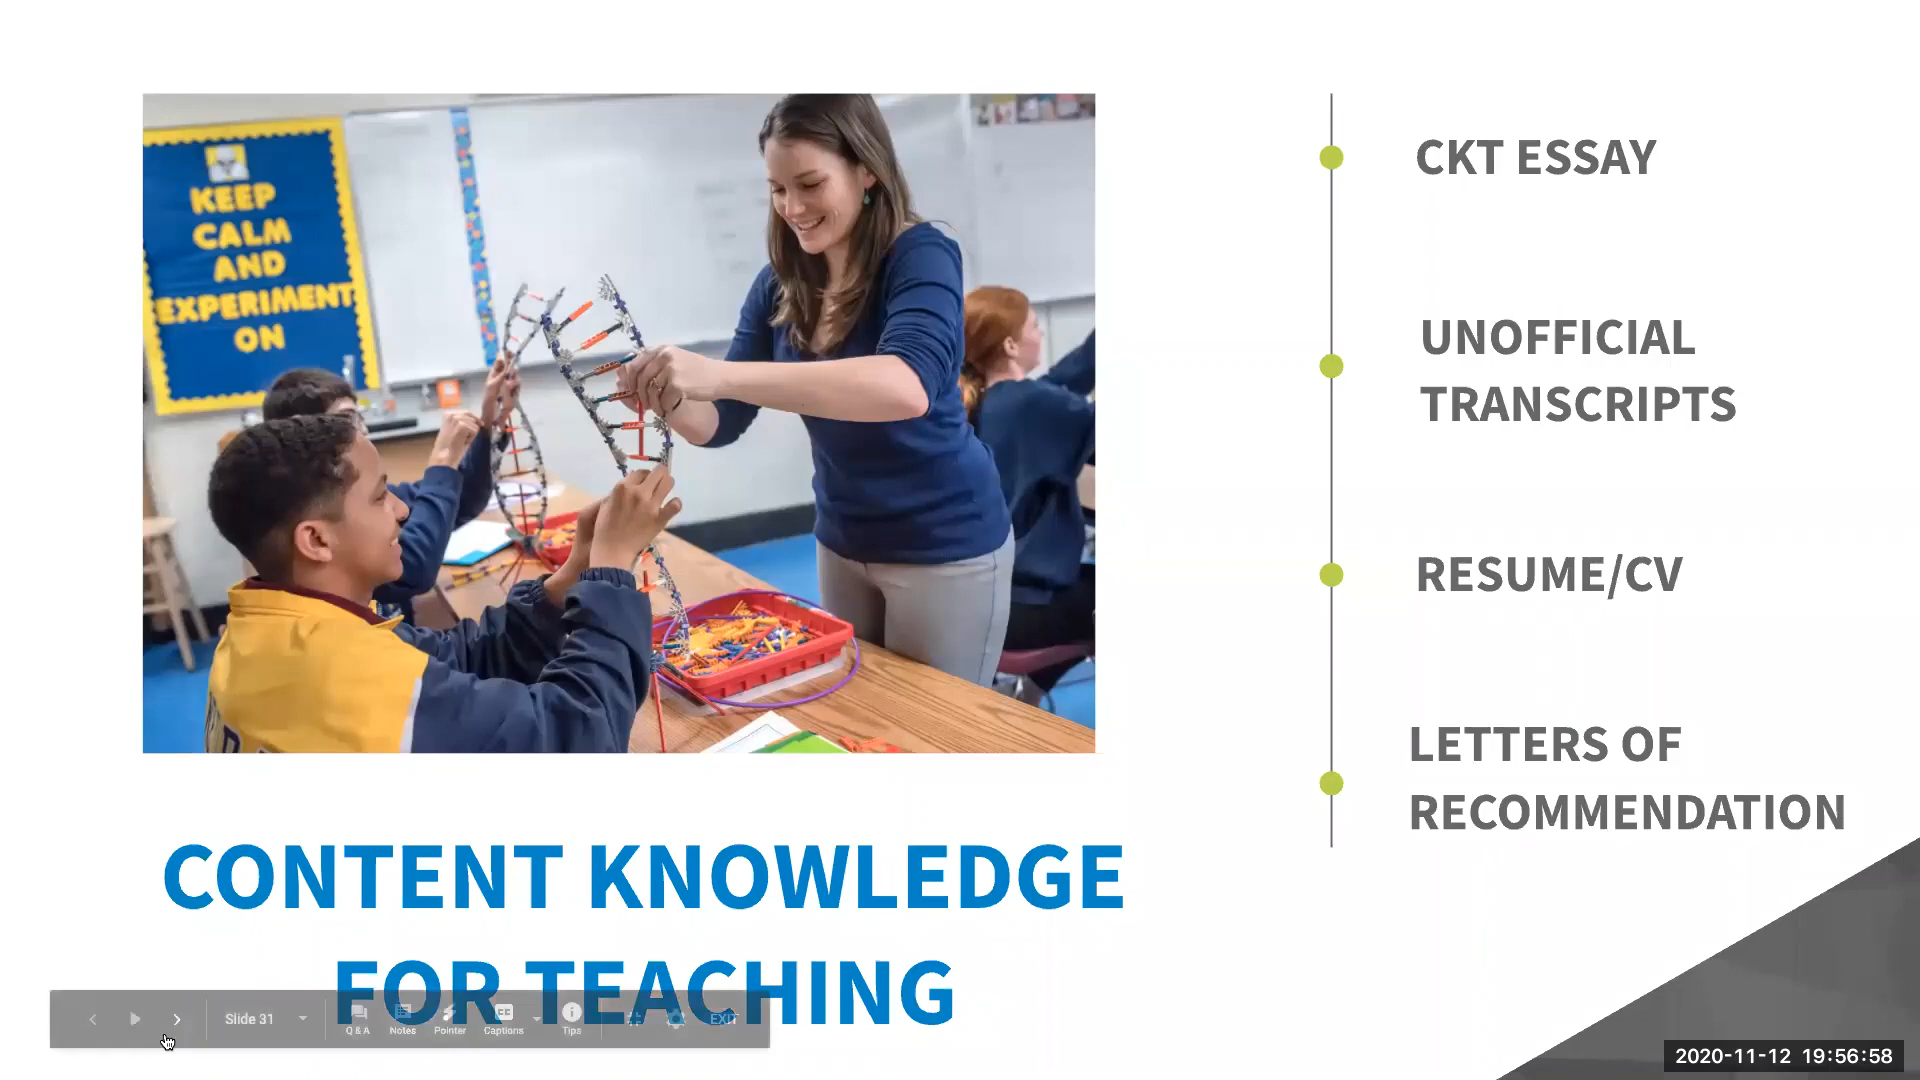 KEEP
CALM
AND
EXPERIMENT
ON
CKT ESSAY
UNOFFICIAL
TRANSCRIPTS
RESUME/CV
LETTERS OF
RECOMMENDATION
CONTENT KNOWLEDGE
FOR TEACHING
Slide 31
Q & A
Notes
Pointer
Captions
Tips
EXIT
2020-11-12 19:56:58